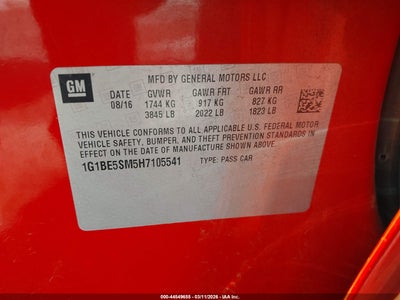 GM
MFD BY GENERAL MOTORS LLC
DATE GVWR GAWR FRT GAWR RR
08/16 1744 KG 917 KG 827 KG
3845 LB 2022 LB 1823 LB
THIS VEHICLE CONFORMS TO ALL APPLICABLE U.S. FEDERAL MOTOR
VEHICLE SAFETY, BUMPER, AND THEFT PREVENTION STANDARDS
IN EFFECT ON THE DATE OF MANUFACTURE SHOWN ABOVE.
1G1BE5SM5H7105541 TYPE: PASS CAR
000-44549655 - 03/11/2026 - IAA Inc.